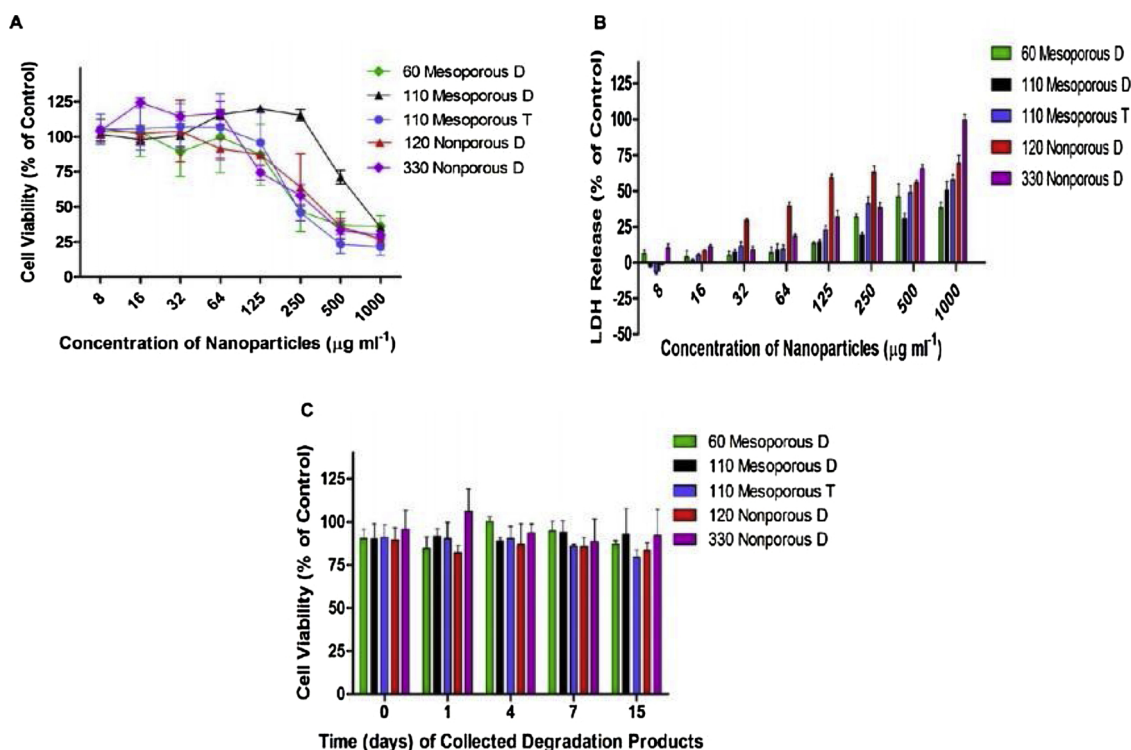 A
Cell Viability (% of Control)
125
100
75
50
25
0
8 16 32 64 125 250 500 1000
Concentration of Nanoparticles (μg ml⁻¹)
60 Mesoporous D
110 Mesoporous D
110 Mesoporous T
120 Nonporous D
330 Nonporous D
B
LDH Release (% of Control)
125
100
75
50
25
0
-25
-50
8 16 32 64 125 250 500 1000
Concentration of Nanoparticles (μg ml⁻¹)
60 Mesoporous D
110 Mesoporous D
110 Mesoporous T
120 Nonporous D
330 Nonporous D
C
Cell Viability (% of Control)
125
100
75
50
25
0
0 1 4 7 15
Time (days) of Collected Degradation Products
60 Mesoporous D
110 Mesoporous D
110 Mesoporous T
120 Nonporous D
330 Nonporous D